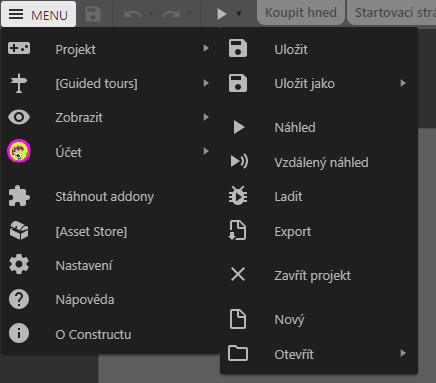 MENU
Koupit hned
Startovací strá
Projekt
[Guided tours]
Zobrazit
Účet
Stáhnout addony
[Asset Store]
Nastavení
Nápověda
O Constructu
Uložit
Uložit jako
Náhled
Vzdálený náhled
Ladit
Export
Zavřít projekt
Nový
Otevřít